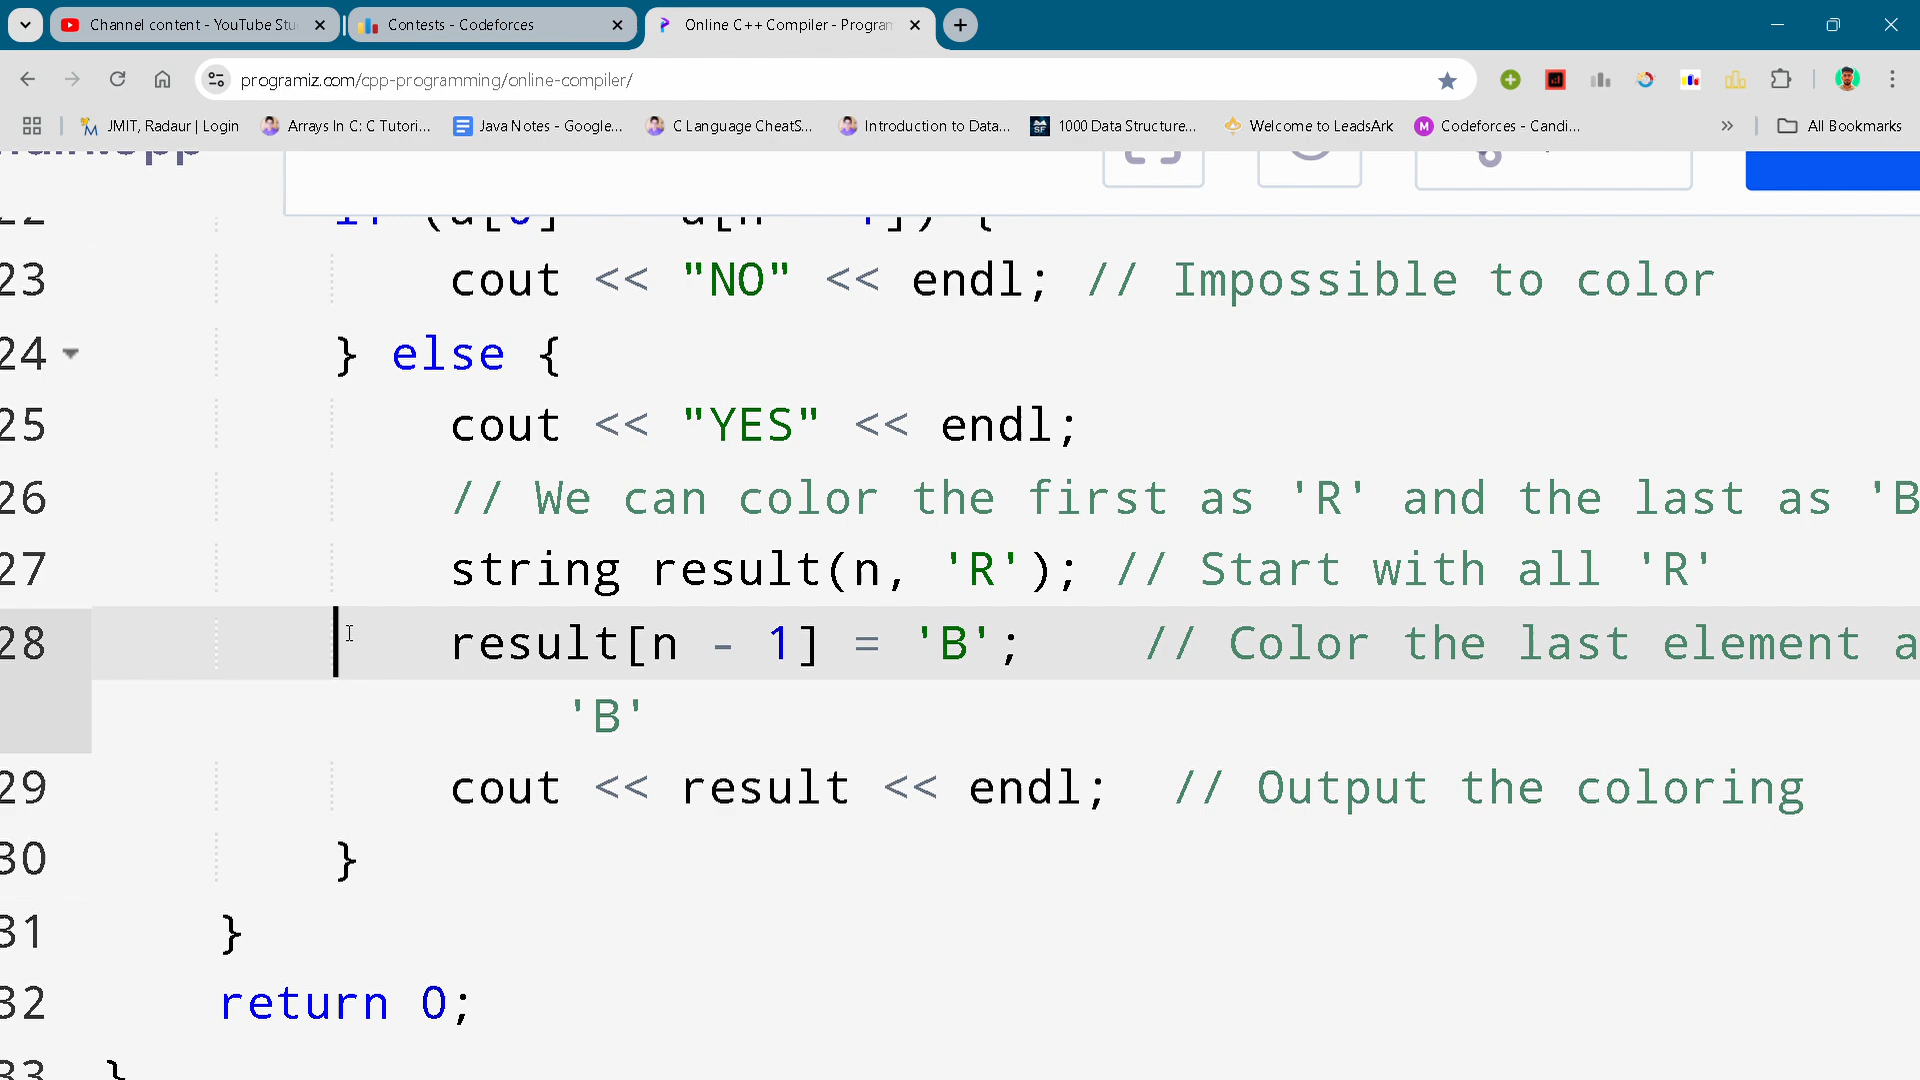 Channel content - YouTube Stu
Contests - Codeforces
Online C++ Compiler - Program
programiz.com/cpp-programming/online-compiler/
JMIT, Radaur | Login
Arrays In C: C Tutori...
Java Notes - Google...
C Language CheatS...
Introduction to Data...
1000 Data Structure...
Welcome to LeadsArk
Codeforces - Candi...
All Bookmarks
23 cout << "NO" << endl; // Impossible to color
24 } else {
25 cout << "YES" << endl;
26 // We can color the first as 'R' and the last as 'B
27 string result(n, 'R'); // Start with all 'R'
28 result[n - 1] = 'B'; // Color the last element a
'B'
29 cout << result << endl; // Output the coloring
30 }
31 }
32 return 0;
33 }